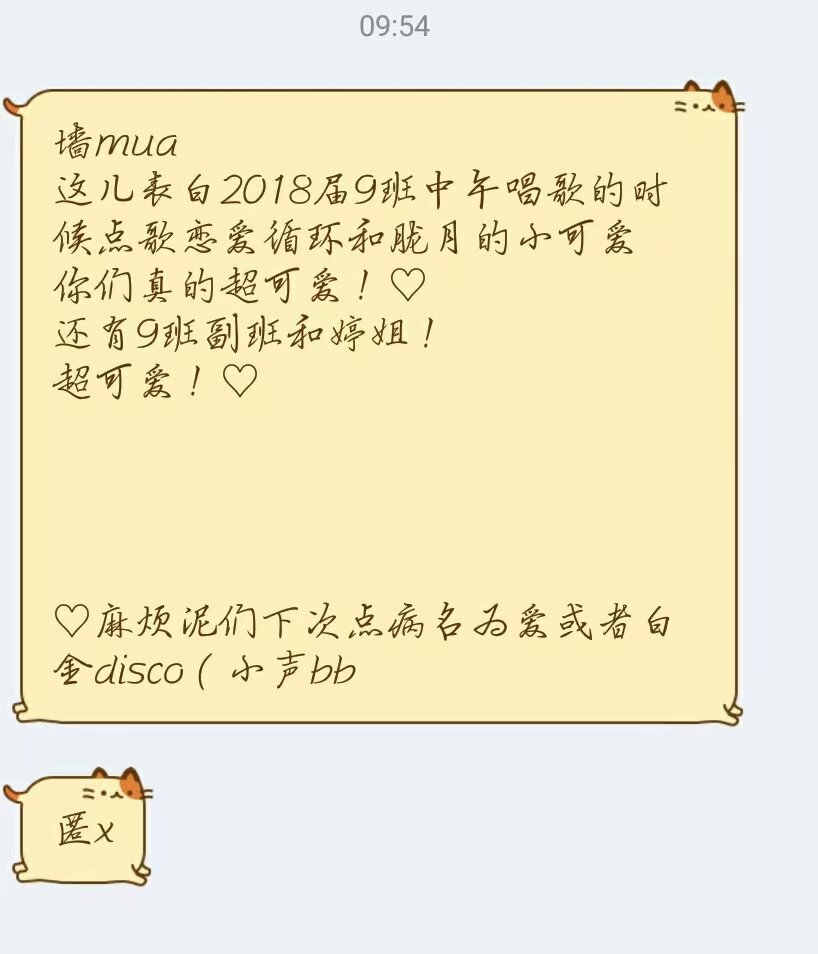 09:54
墙mua
这儿表白2018届9班中午唱歌的时
候点歌恋爱循环和胧月的小可爱
你们真的超可爱！♡
还有9班副班和婷姐！
超可爱！♡
♡麻烦泥们下次点病名为爱或者白
金disco（小声bb
匿x